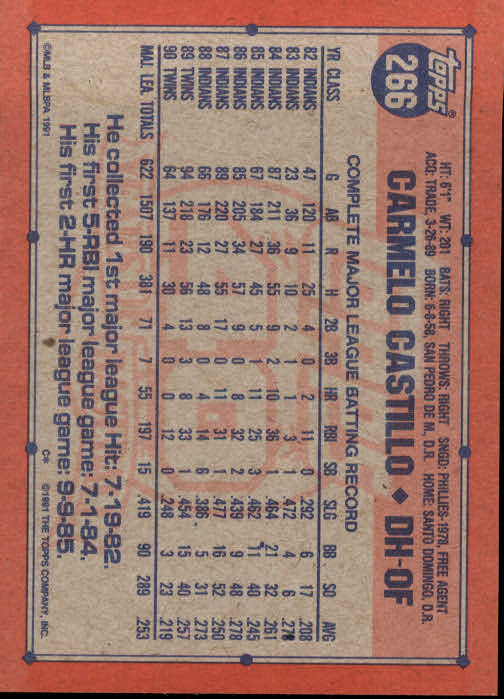 topps®
266
HT: 6'1" WT: 201 BATS: RIGHT THROWS: RIGHT SNGD: PHILLIES-1978, FREE AGENT
ACQ: TRADE, 3-26-89 BORN: 6-8-58, SAN PEDRO DE M. D.R. HOME: SANTO DOMINGO, D.R.
CARMELO CASTILLO ♦ DH-OF
COMPLETE MAJOR LEAGUE BATTING RECORD
YR CLASS G AB R H 2B 3B HR RBI SB SLG BB SO AVG
82 INDIANS 47 120 11 25 4 0 2 11 0 .292 6 17 .208
83 INDIANS 23 36 9 10 2 1 1 3 1 .472 4 6 .278
84 INDIANS 87 211 36 55 9 2 10 36 1 .464 21 32 .261
85 INDIANS 67 184 27 45 5 1 11 25 3 .462 11 40 .245
86 INDIANS 85 205 34 57 9 0 8 32 2 .439 9 48 .278
87 INDIANS 89 220 27 55 17 0 11 31 1 .477 16 52 .250
88 INDIANS 66 176 12 48 8 0 4 14 6 .386 5 31 .273
89 TWINS 94 218 23 56 13 3 8 33 1 .454 15 40 .257
90 TWINS 64 137 11 30 4 0 0 12 0 .248 3 23 .219
MAJ. LEA. TOTALS 622 1507 190 381 71 7 55 197 15 .419 90 289 .253
He collected 1st major league Hit: 7-19-82.
His first 5-RBI major league game: 7-1-84.
His first 2-HR major league game: 9-9-85.
©MLB & MLBPA 1991 C* ©1991 THE TOPPS COMPANY, INC.